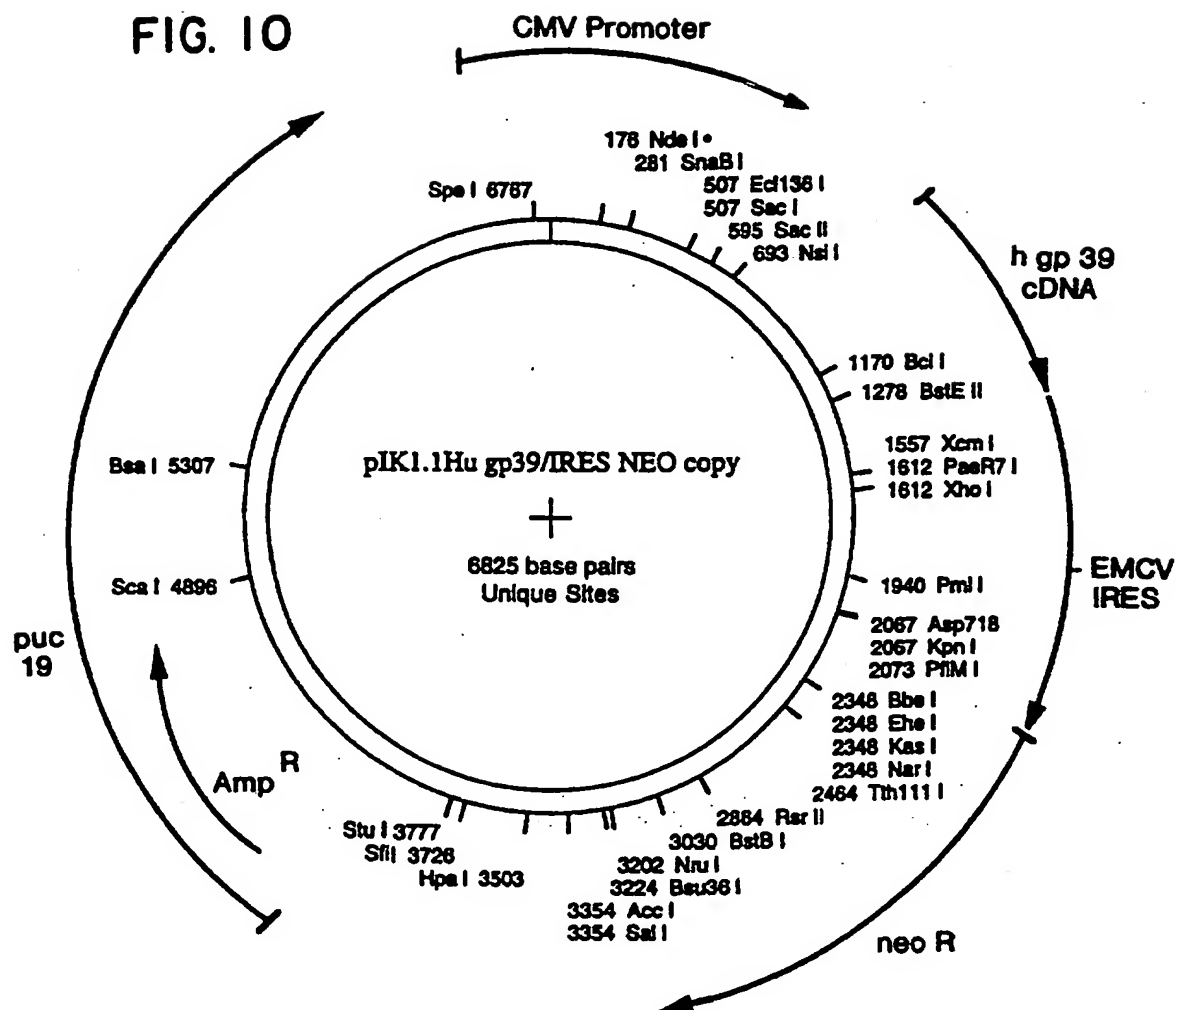 FIG. 10
CMV Promoter
176 Nde I•
281 SnaB I
507 Ecl136 I
507 Sac I
595 Sac II
693 Nsi I
Spe I 6787
h gp 39
cDNA
1170 Bcl I
1278 BstE II
1557 Xcm I
1612 PaeR7 I
1612 Xho I
Bsa I 5307
pIK1.1Hu gp39/IRES NEO copy
6825 base pairs
Unique Sites
Sca I 4896
1940 Pml I
EMCV
IRES
2067 Asp718
2067 Kpn I
2073 PflM I
puc
19
2348 Bbe I
2348 Ehe I
2348 Kas I
2348 Nar I
2464 Tth111 I
Amp R
2884 Rsr II
3030 BstB I
3202 Nru I
3224 Bsu36 I
3354 Acc I
3354 Sal I
Stu I 3777
Sfi I 3726
Hpa I 3503
neo R